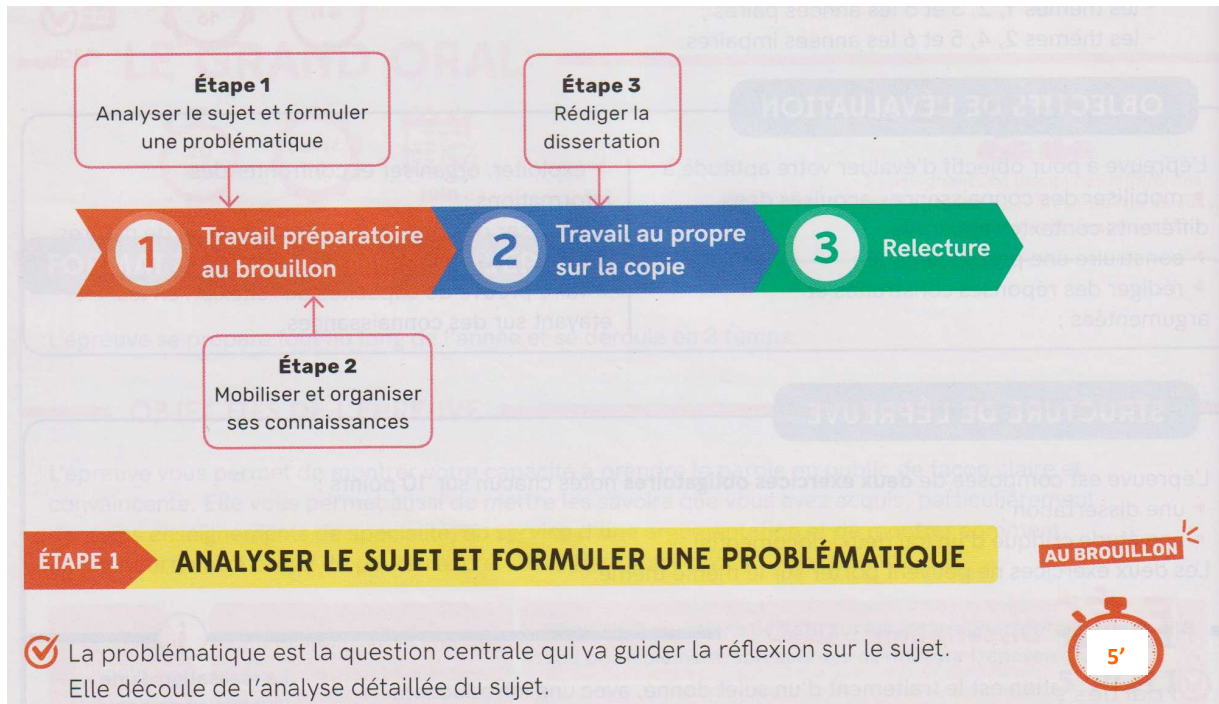 Étape 1
Analyser le sujet et formuler
une problématique
Étape 3
Rédiger la
dissertation
1 Travail préparatoire
au brouillon
2 Travail au propre
sur la copie
3 Relecture
Étape 2
Mobiliser et organiser
ses connaissances
ÉTAPE 1 ANALYSER LE SUJET ET FORMULER UNE PROBLÉMATIQUE AU BROUILLON
La problématique est la question centrale qui va guider la réflexion sur le sujet.
Elle découle de l'analyse détaillée du sujet.
5'